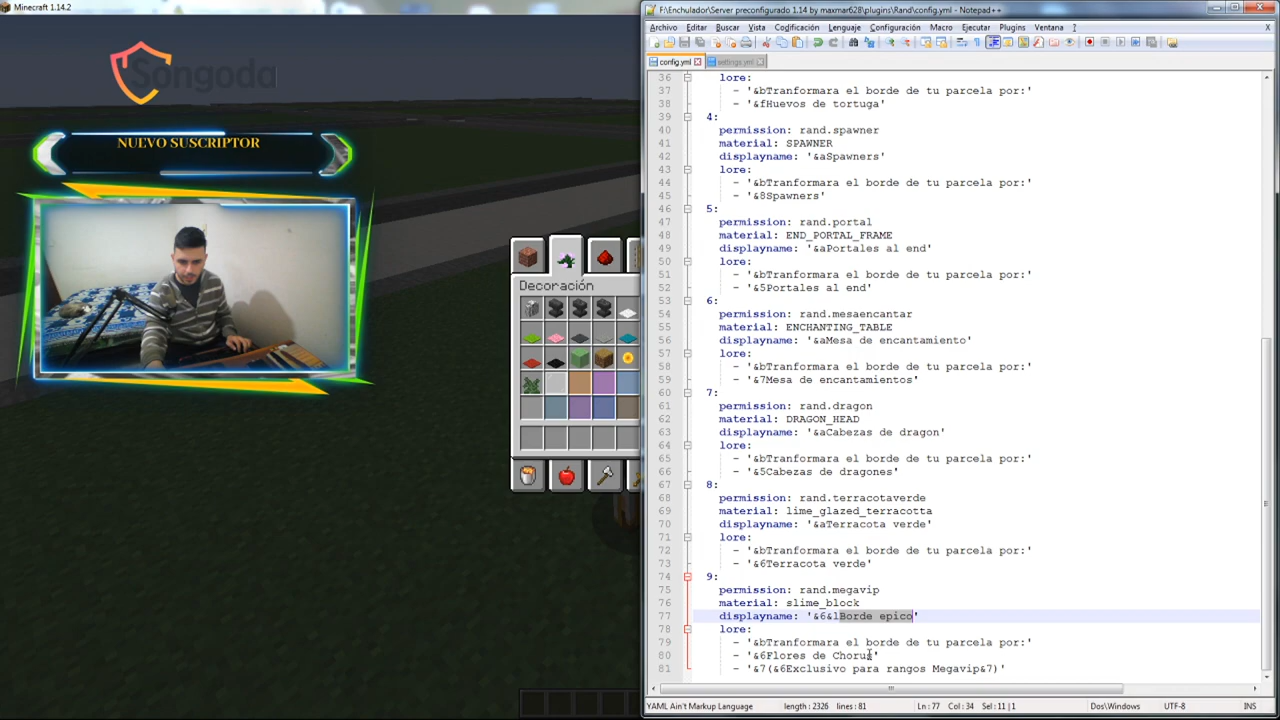 Minecraft 1.14.2
Songoda
NUEVO SUSCRIPTOR
Decoración
F:\Enchulador\Server preconfigurado 1.14 by maxmar628\plugins\Rand\config.yml - Notepad++
Archivo Editar Buscar Vista Codificación Lenguaje Configuración Macro Ejecutar Plugins Ventana ? X
config.yml settings.yml
36 lore:
37 - '&bTranformara el borde de tu parcela por:'
38 - '&fHuevos de tortuga'
39 4:
40 permission: rand.spawner
41 material: SPAWNER
42 displayname: '&aSpawners'
43 lore:
44 - '&bTranformara el borde de tu parcela por:'
45 - '&8Spawners'
46 5:
47 permission: rand.portal
48 material: END_PORTAL_FRAME
49 displayname: '&aPortales al end'
50 lore:
51 - '&bTranformara el borde de tu parcela por:'
52 - '&5Portales al end'
53 6:
54 permission: rand.mesaencantar
55 material: ENCHANTING_TABLE
56 displayname: '&aMesa de encantamiento'
57 lore:
58 - '&bTranformara el borde de tu parcela por:'
59 - '&7Mesa de encantamientos'
60 7:
61 permission: rand.dragon
62 material: DRAGON_HEAD
63 displayname: '&aCabezas de dragon'
64 lore:
65 - '&bTranformara el borde de tu parcela por:'
66 - '&5Cabezas de dragones'
67 8:
68 permission: rand.terracotaverde
69 material: lime_glazed_terracotta
70 displayname: '&aTerracota verde'
71 lore:
72 - '&bTranformara el borde de tu parcela por:'
73 - '&6Terracota verde'
74 9:
75 permission: rand.megavip
76 material: slime_block
77 displayname: '&6&lBorde epico'
78 lore:
79 - '&bTranformara el borde de tu parcela por:'
80 - '&6Flores de Chorus'
81 - '&7(&6Exclusivo para rangos Megavip&7)'
YAML Ain't Markup Language length : 2326 lines : 81 Ln : 77 Col : 34 Sel : 11 | 1 Dos\Windows UTF-8 INS